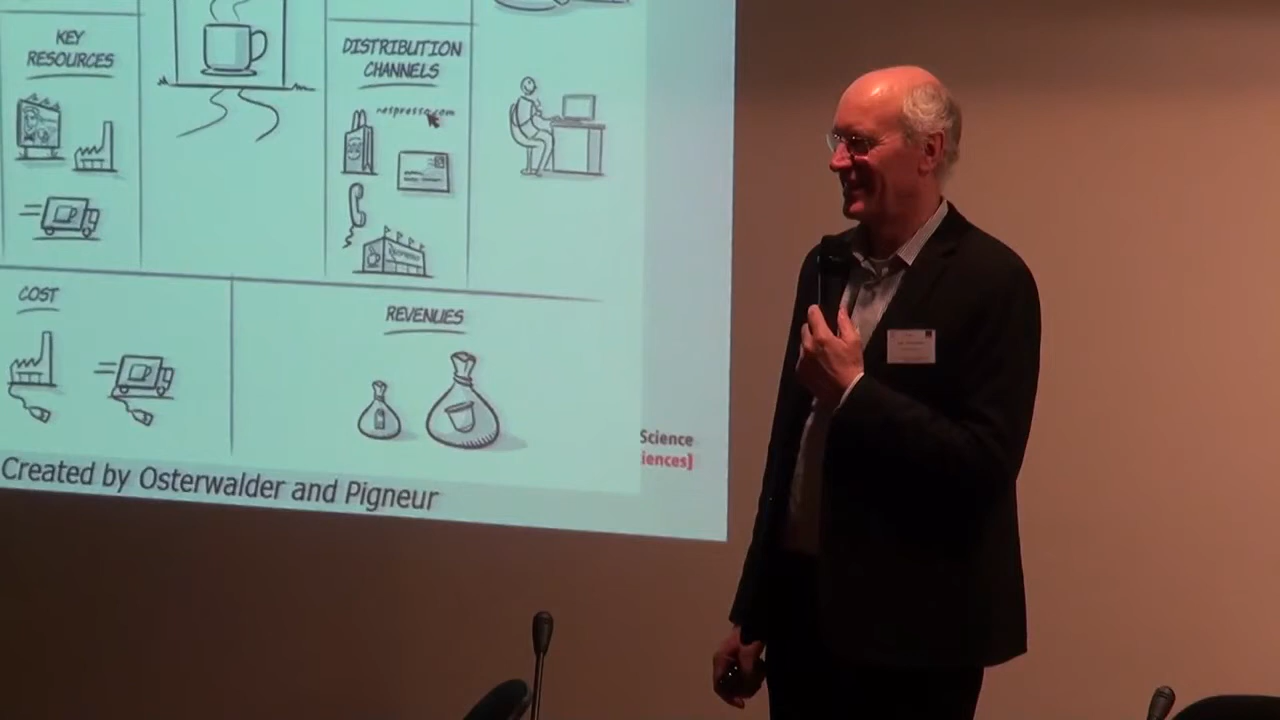 KEY
RESOURCES
DISTRIBUTION
CHANNELS
nespresso.com
COST
REVENUES
Science
iences]
Created by Osterwalder and Pigneur